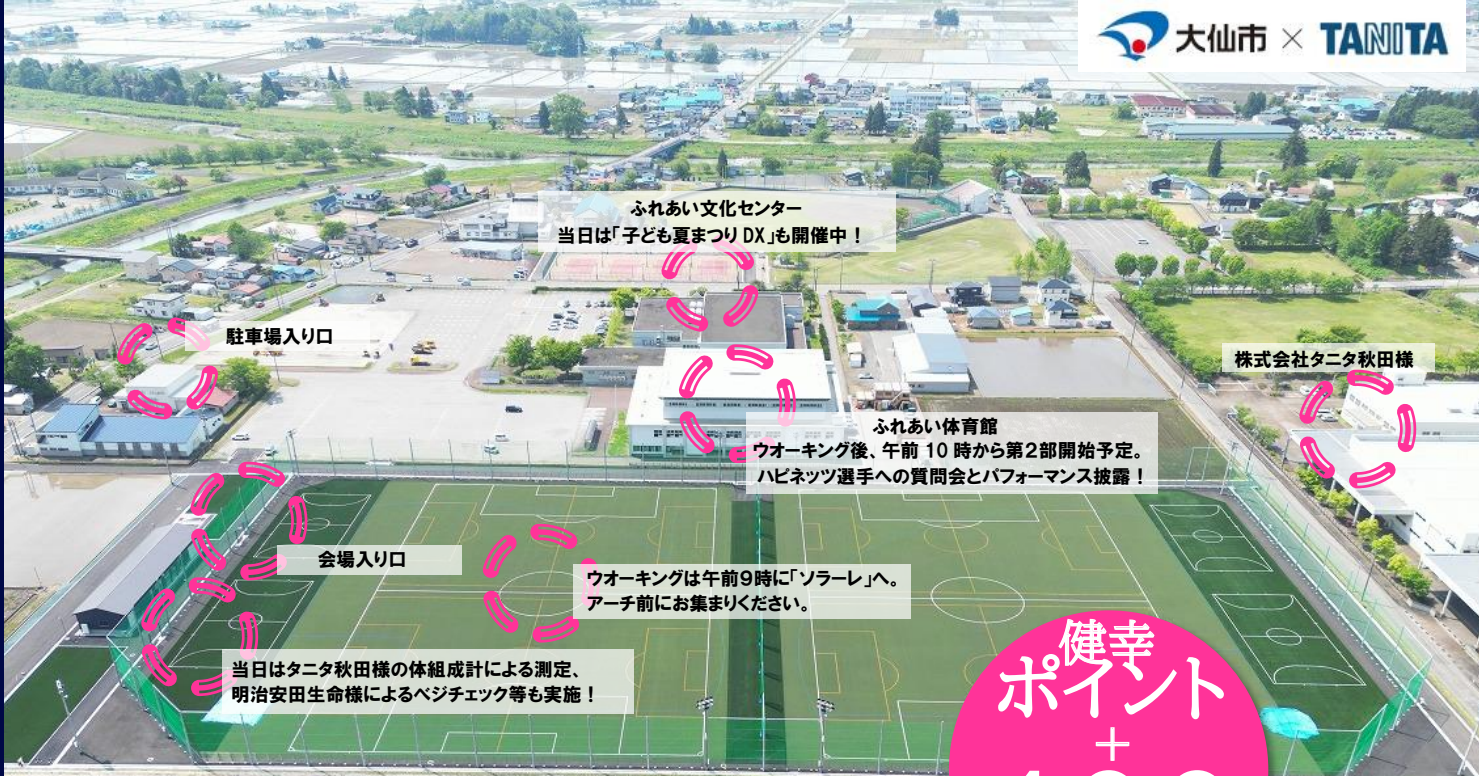 大仙市 × TANITA
ふれあい文化センター
当日は「子ども夏まつりDX」も開催中！
駐車場入り口
株式会社タニタ秋田様
ふれあい体育館
ウオーキング後、午前10時から第2部開始予定。
ハピネッツ選手への質問会とパフォーマンス披露！
会場入り口
ウオーキングは午前9時に「ソラーレ」へ。
アーチ前にお集まりください。
当日はタニタ秋田様の体組成計による測定、
明治安田生命様によるベジチェック等も実施！
健幸
ポイント
＋